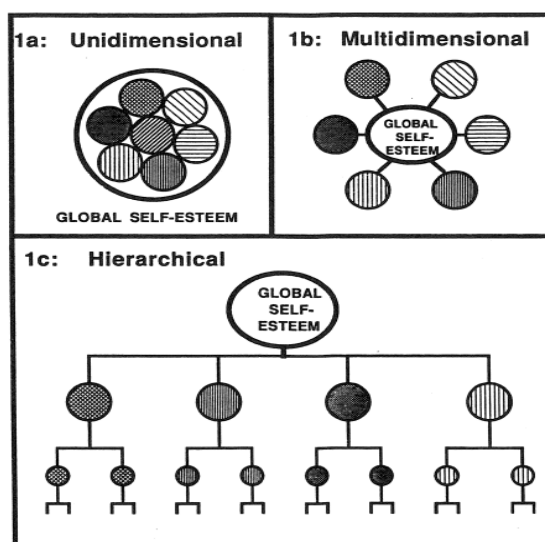 1a: Unidimensional
GLOBAL SELF-ESTEEM
1b: Multidimensional
GLOBAL
SELF-
ESTEEM
1c: Hierarchical
GLOBAL
SELF-
ESTEEM